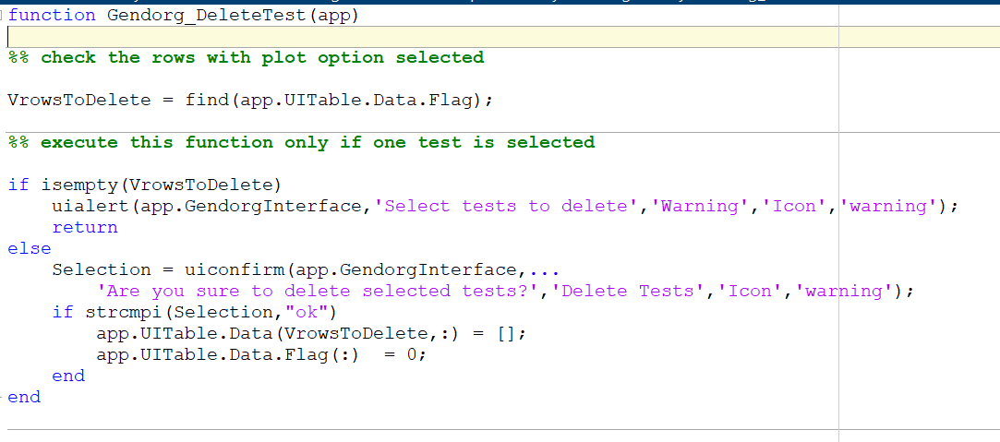 function Gendorg_DeleteTest(app)
%% check the rows with plot option selected
VrowsToDelete = find(app.UITable.Data.Flag);
%% execute this function only if one test is selected
if isempty(VrowsToDelete)
uialert(app.GendorgInterface,'Select tests to delete','Warning','Icon','warning');
return
else
Selection = uiconfirm(app.GendorgInterface,...
'Are you sure to delete selected tests?','Delete Tests','Icon','warning');
if strcmpi(Selection,"ok")
app.UITable.Data(VrowsToDelete,:) = [];
app.UITable.Data.Flag(:)  = 0;
end
end